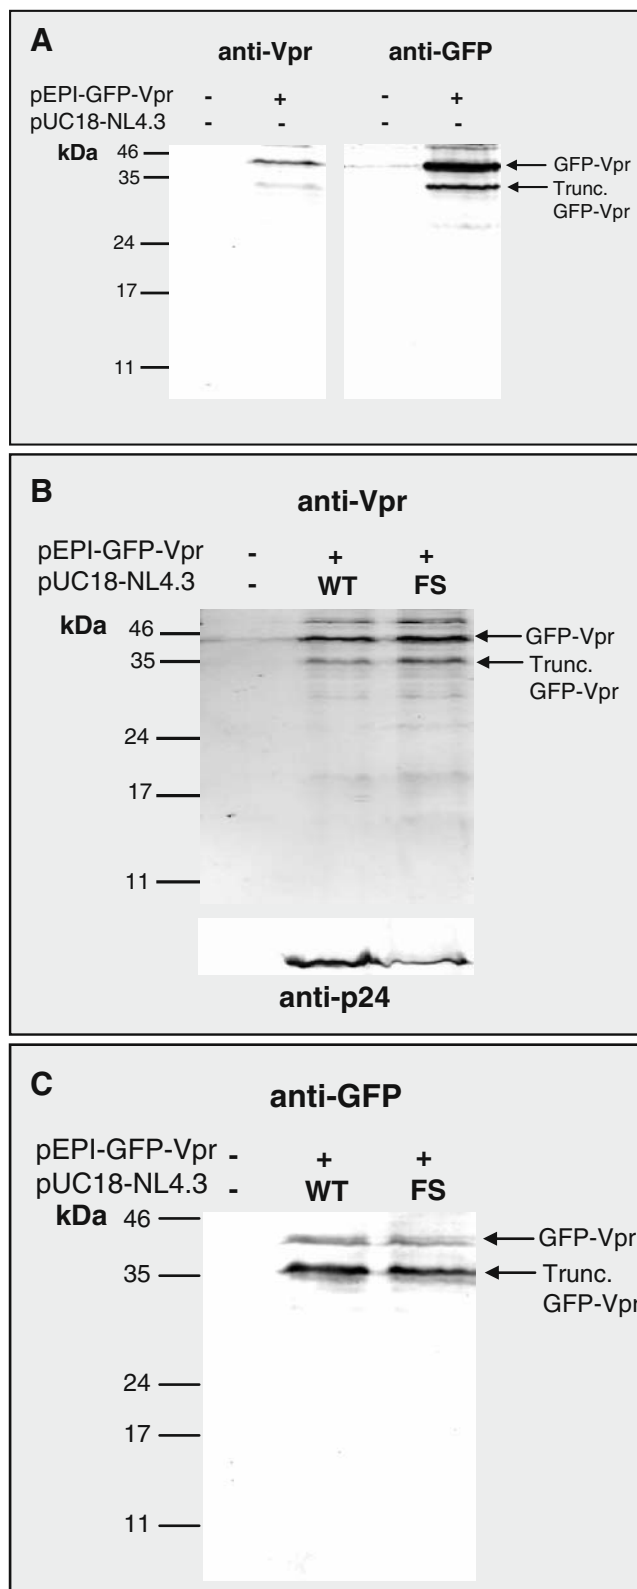 A
anti-Vpr anti-GFP
pEPI-GFP-Vpr - + - +
pUC18-NL4.3 - - - -
kDa 46
35
24
17
11
GFP-Vpr
Trunc.
GFP-Vpr
B
anti-Vpr
pEPI-GFP-Vpr - + +
pUC18-NL4.3 - WT FS
kDa 46
35
24
17
11
GFP-Vpr
Trunc.
GFP-Vpr
anti-p24
C
anti-GFP
pEPI-GFP-Vpr - + +
pUC18-NL4.3 - WT FS
kDa 46
35
24
17
11
GFP-Vpr
Trunc.
GFP-Vpr